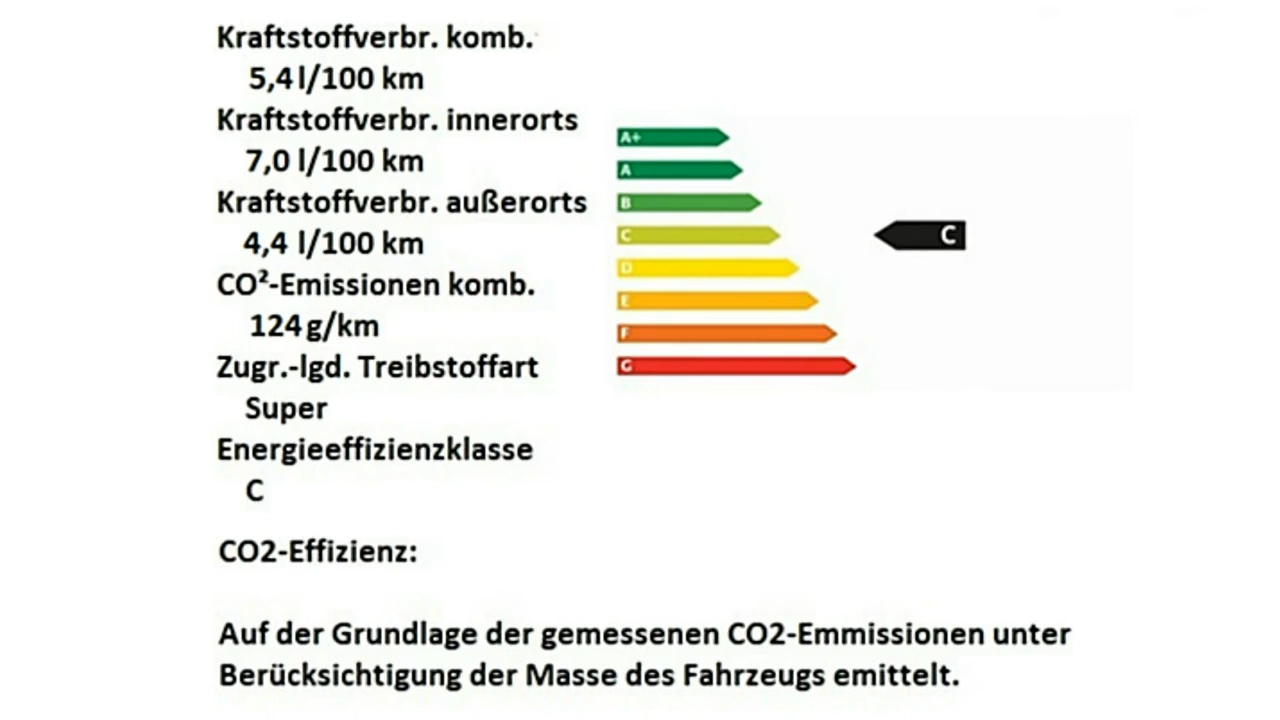 Kraftstoffverbr. komb.
5,4 l/100 km
Kraftstoffverbr. innerorts
7,0 l/100 km
Kraftstoffverbr. außerorts
4,4 l/100 km
CO²-Emissionen komb.
124 g/km
Zugr.-lgd. Treibstoffart
Super
Energieeffizienzklasse
C
A+
A
B
C
D
E
F
G
C
CO2-Effizienz:
Auf der Grundlage der gemessenen CO2-Emmissionen unter
Berücksichtigung der Masse des Fahrzeugs emittelt.